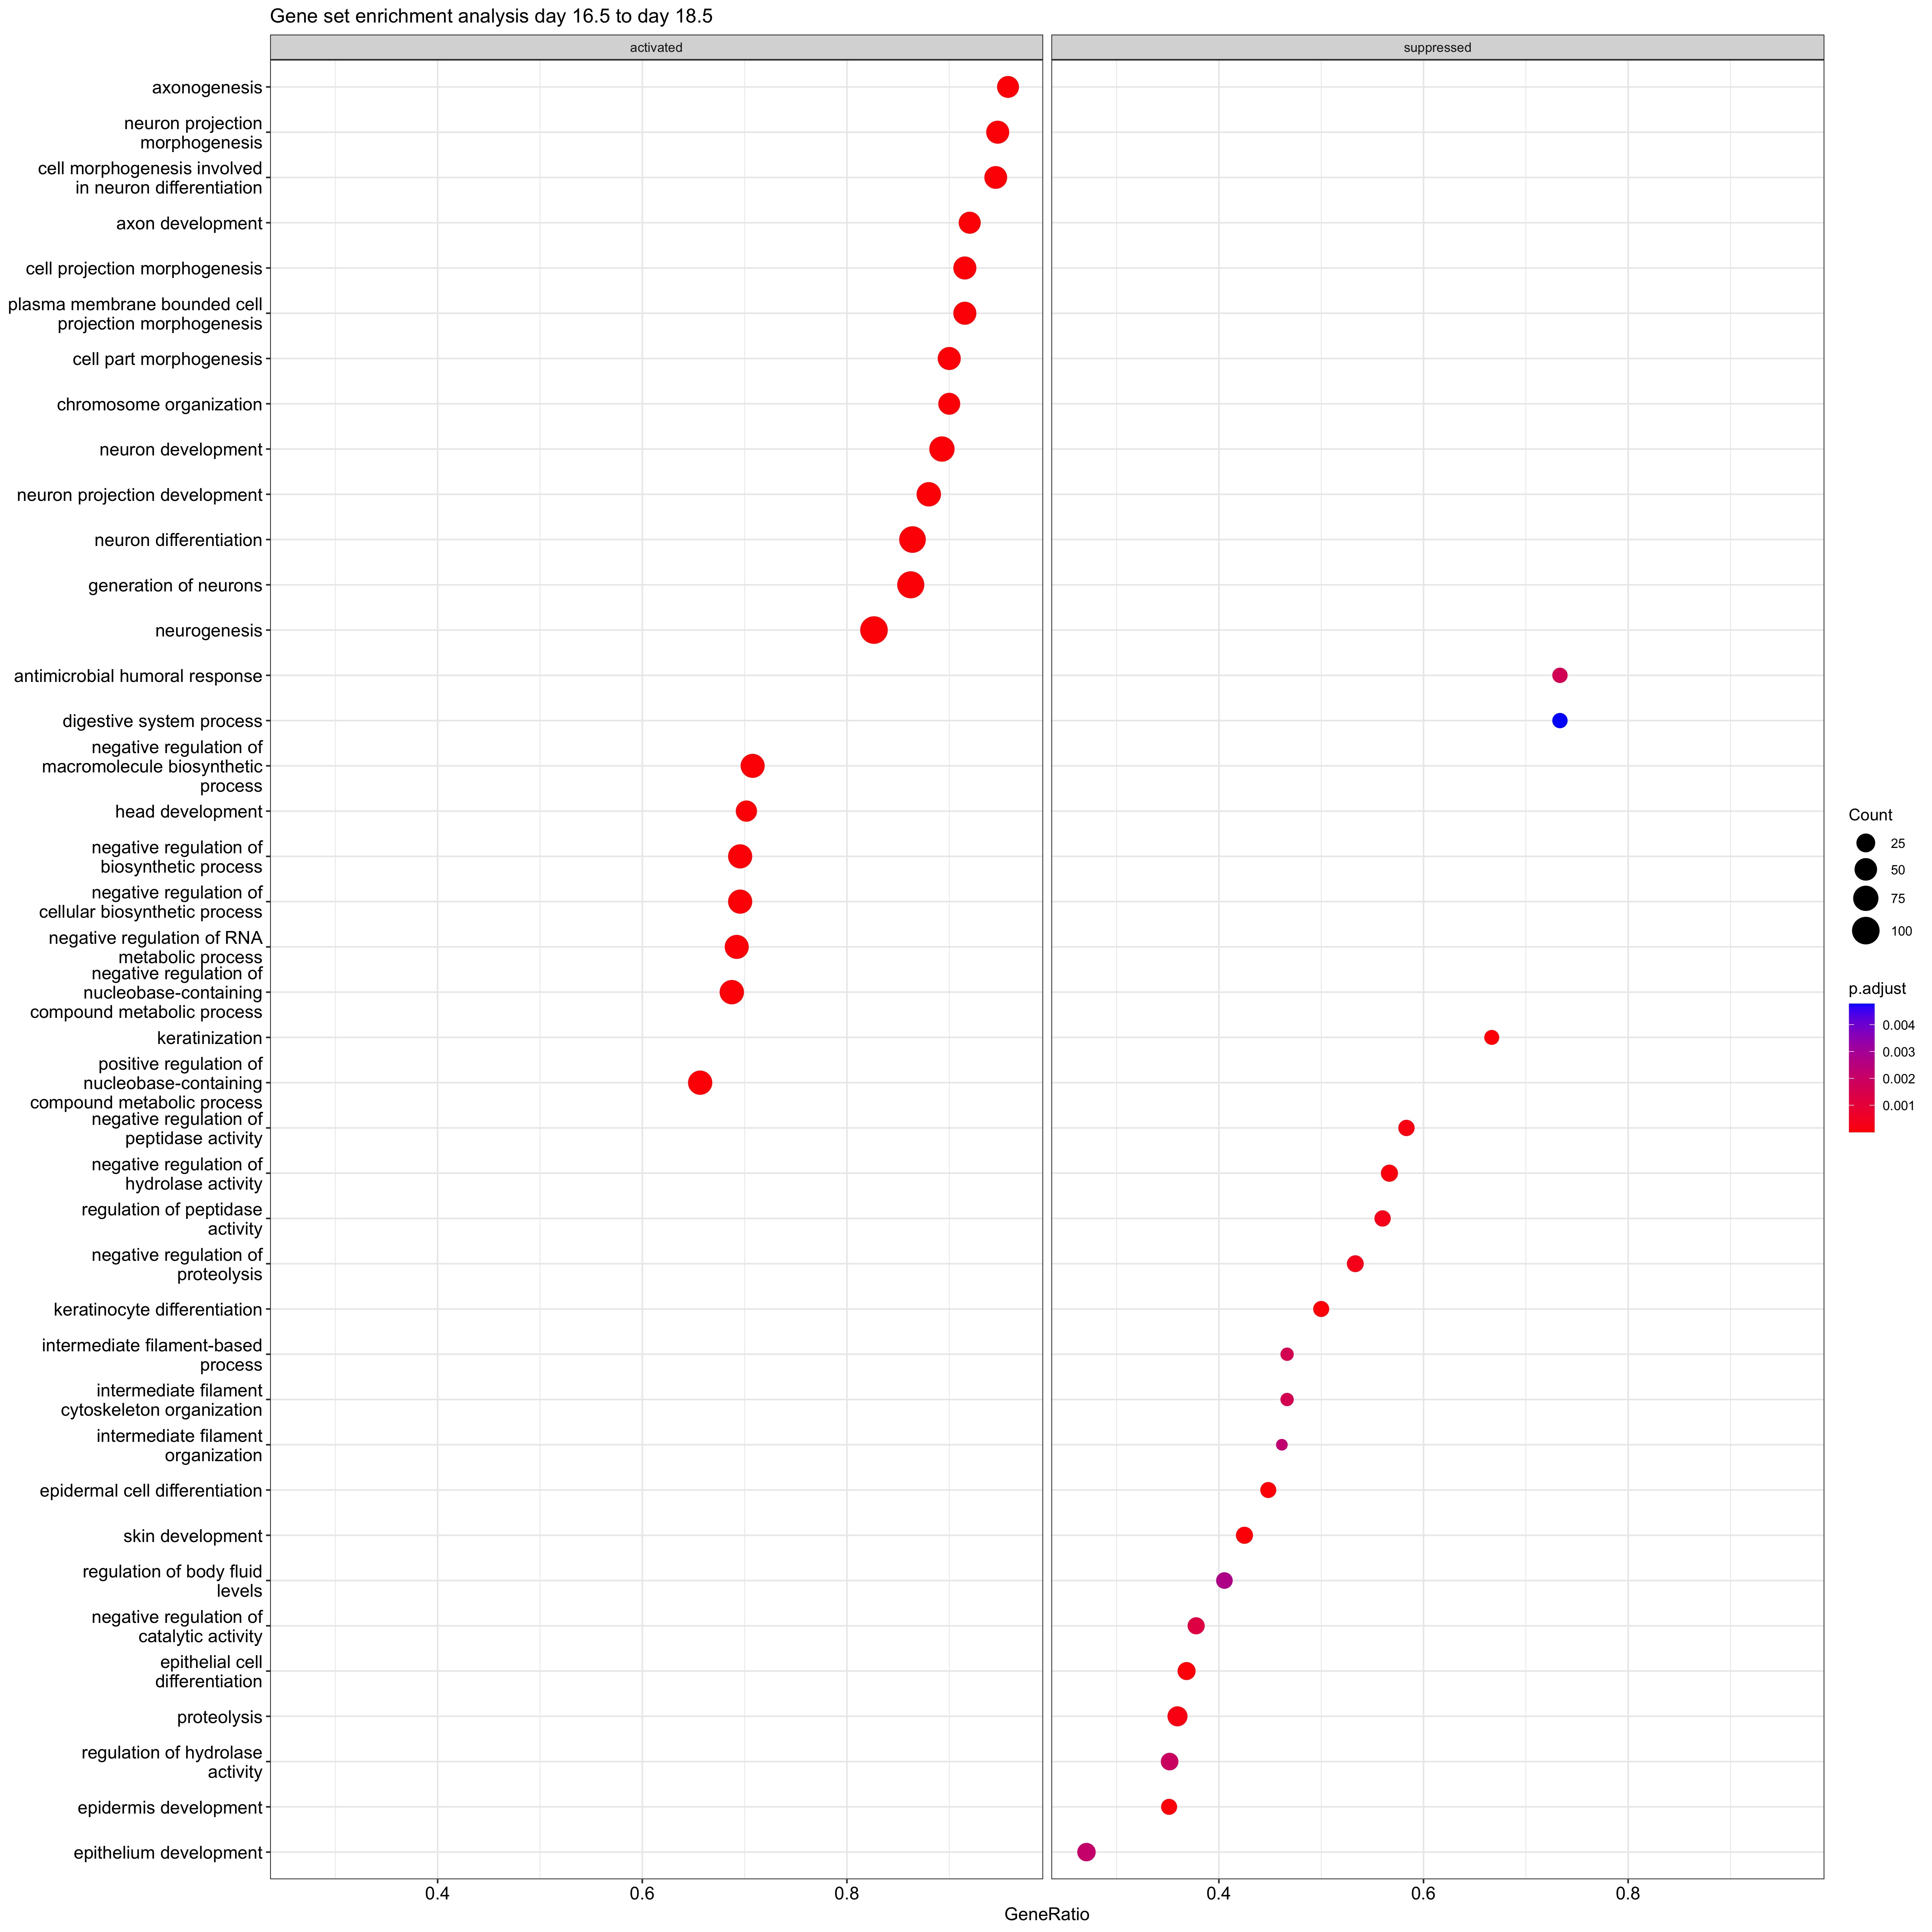 Gene set enrichment analysis day 16.5 to day 18.5
activated
suppressed
axonogenesis
neuron projection
morphogenesis
cell morphogenesis involved
in neuron differentiation
axon development
cell projection morphogenesis
plasma membrane bounded cell
projection morphogenesis
cell part morphogenesis
chromosome organization
neuron development
neuron projection development
neuron differentiation
generation of neurons
neurogenesis
antimicrobial humoral response
digestive system process
negative regulation of
macromolecule biosynthetic
process
head development
negative regulation of
biosynthetic process
negative regulation of
cellular biosynthetic process
negative regulation of RNA
metabolic process
negative regulation of
nucleobase-containing
compound metabolic process
keratinization
positive regulation of
nucleobase-containing
compound metabolic process
negative regulation of
peptidase activity
negative regulation of
hydrolase activity
regulation of peptidase
activity
negative regulation of
proteolysis
keratinocyte differentiation
intermediate filament-based
process
intermediate filament
cytoskeleton organization
intermediate filament
organization
epidermal cell differentiation
skin development
regulation of body fluid
levels
negative regulation of
catalytic activity
epithelial cell
differentiation
proteolysis
regulation of hydrolase
activity
epidermis development
epithelium development
0.4
0.6
0.8
0.4
0.6
0.8
GeneRatio
Count
25
50
75
100
p.adjust
0.004
0.003
0.002
0.001